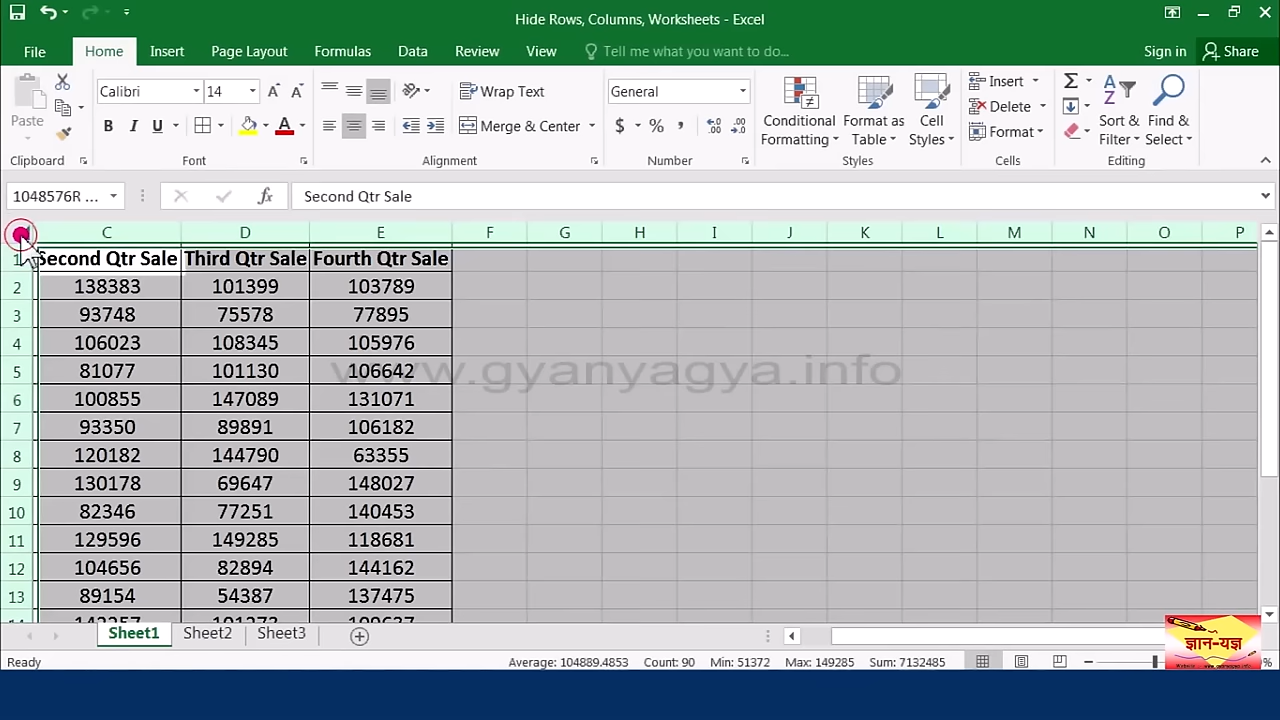 Hide Rows, Columns, Worksheets - Excel
File Home Insert Page Layout Formulas Data Review View Tell me what you want to do... Sign in Share
Paste
Clipboard
Calibri 14
B I U A
Font
Wrap Text
Merge & Center
Alignment
General
$ % ,
Number
Conditional Formatting
Format as Table
Cell Styles
Styles
Insert
Delete
Format
Cells
Sort & Filter
Find & Select
Editing
1048576R ... fx Second Qtr Sale
C D E F G H I J K L M N O P
1 Second Qtr Sale Third Qtr Sale Fourth Qtr Sale
2 138383 101399 103789
3 93748 75578 77895
4 106023 108345 105976
5 81077 101130 106642
www.gyanyagya.info
6 100855 147089 131071
7 93350 89891 106182
8 120182 144790 63355
9 130178 69647 148027
10 82346 77251 140453
11 129596 149285 118681
12 104656 82894 144162
13 89154 54387 137475
Sheet1 Sheet2 Sheet3
ज्ञान-यज्ञ
Ready Average: 104889.4853 Count: 90 Min: 51372 Max: 149285 Sum: 7132485 %